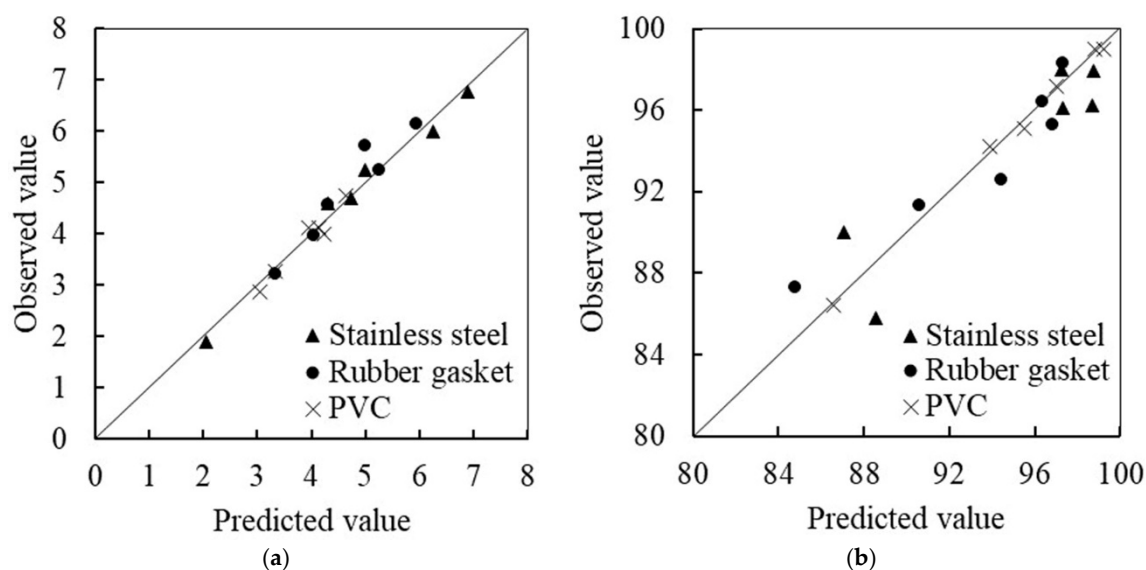 8
7
6
5
4
3
2
1
0
Observed value
Stainless steel
Rubber gasket
PVC
0 1 2 3 4 5 6 7 8
Predicted value
(a)
100
96
92
88
84
80
Observed value
Stainless steel
Rubber gasket
PVC
80 84 88 92 96 100
Predicted value
(b)